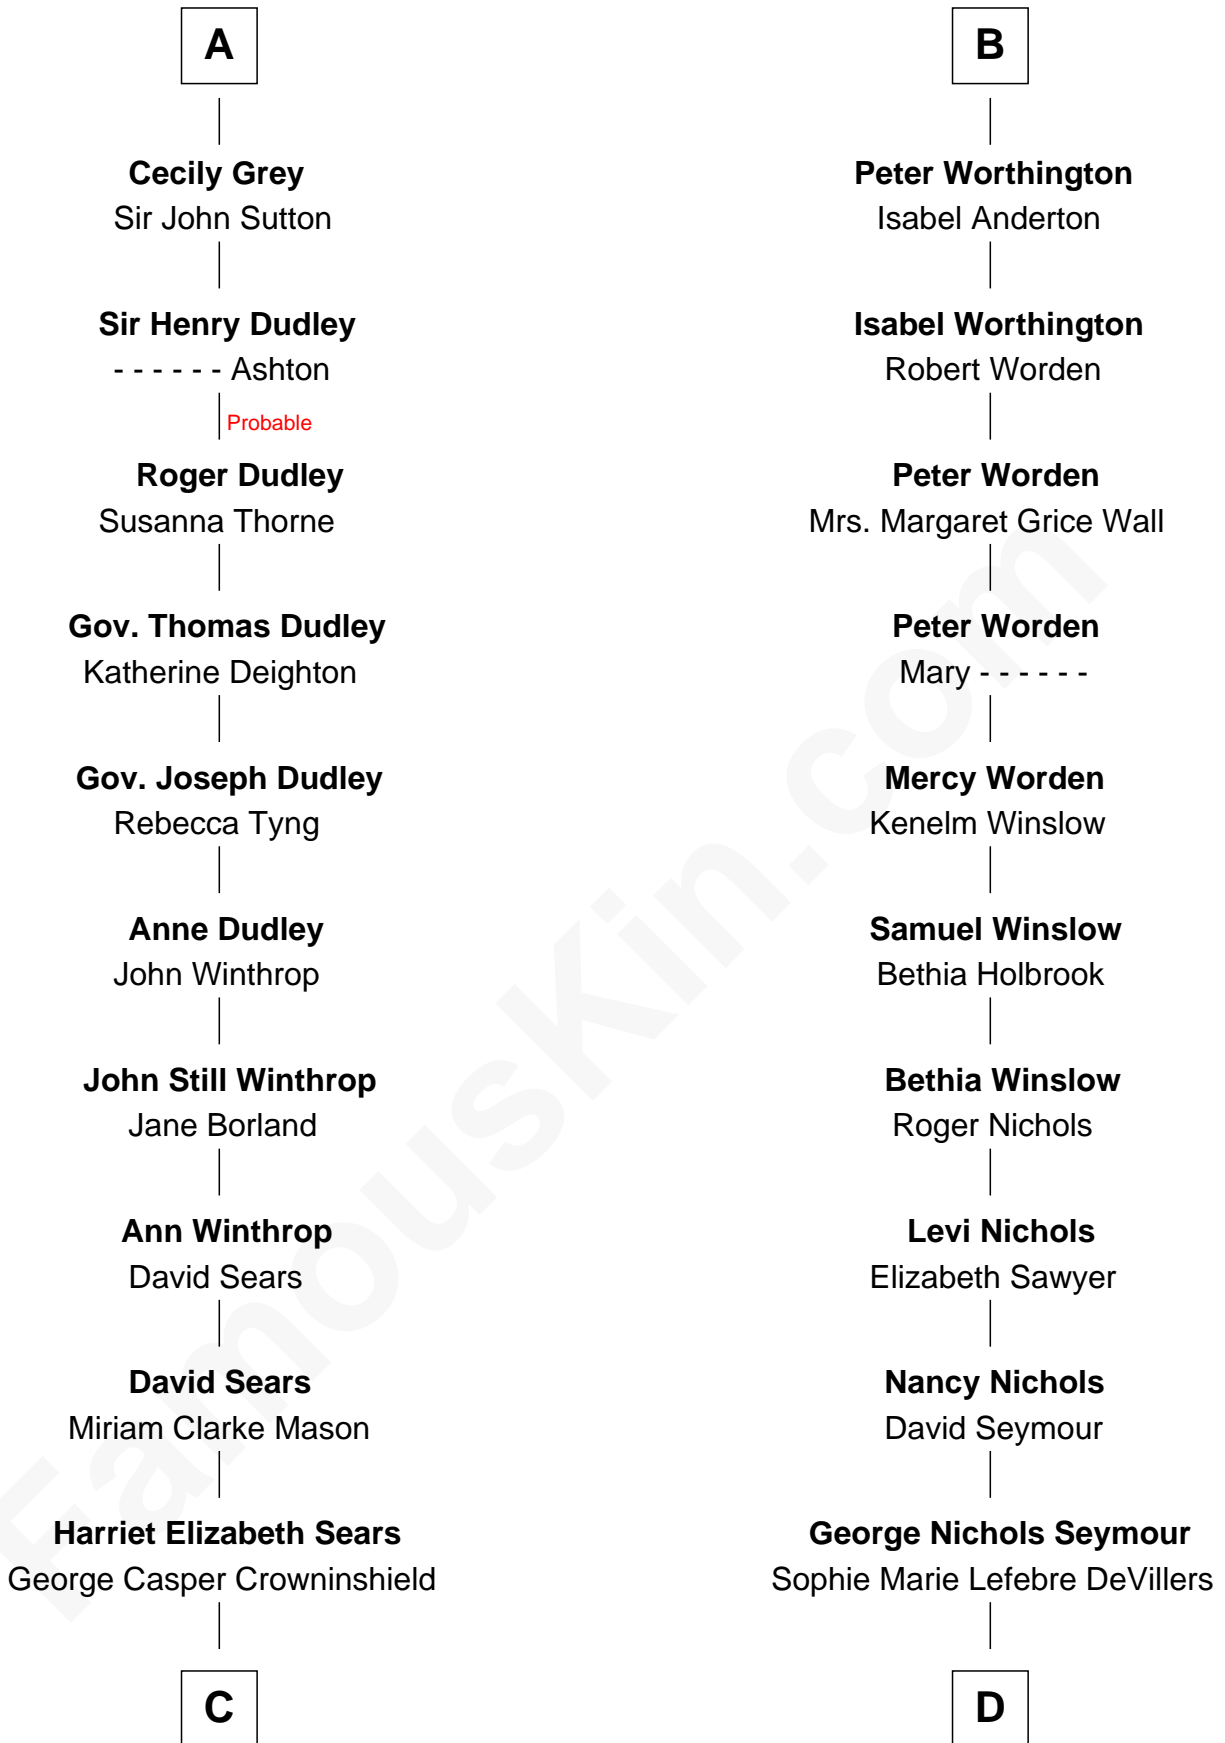 A
Cecily Grey
Sir John Sutton
Sir Henry Dudley
- - - - - - Ashton
Probable
Roger Dudley
Susanna Thorne
Gov. Thomas Dudley
Katherine Deighton
Gov. Joseph Dudley
Rebecca Tyng
Anne Dudley
John Winthrop
John Still Winthrop
Jane Borland
Ann Winthrop
David Sears
David Sears
Miriam Clarke Mason
Harriet Elizabeth Sears
George Casper Crowninshield
C
B
Peter Worthington
Isabel Anderton
Isabel Worthington
Robert Worden
Peter Worden
Mrs. Margaret Grice Wall
Peter Worden
Mary - - - - - -
Mercy Worden
Kenelm Winslow
Samuel Winslow
Bethia Holbrook
Bethia Winslow
Roger Nichols
Levi Nichols
Elizabeth Sawyer
Nancy Nichols
David Seymour
George Nichols Seymour
Sophie Marie Lefebre DeVillers
D
FamousKin.com